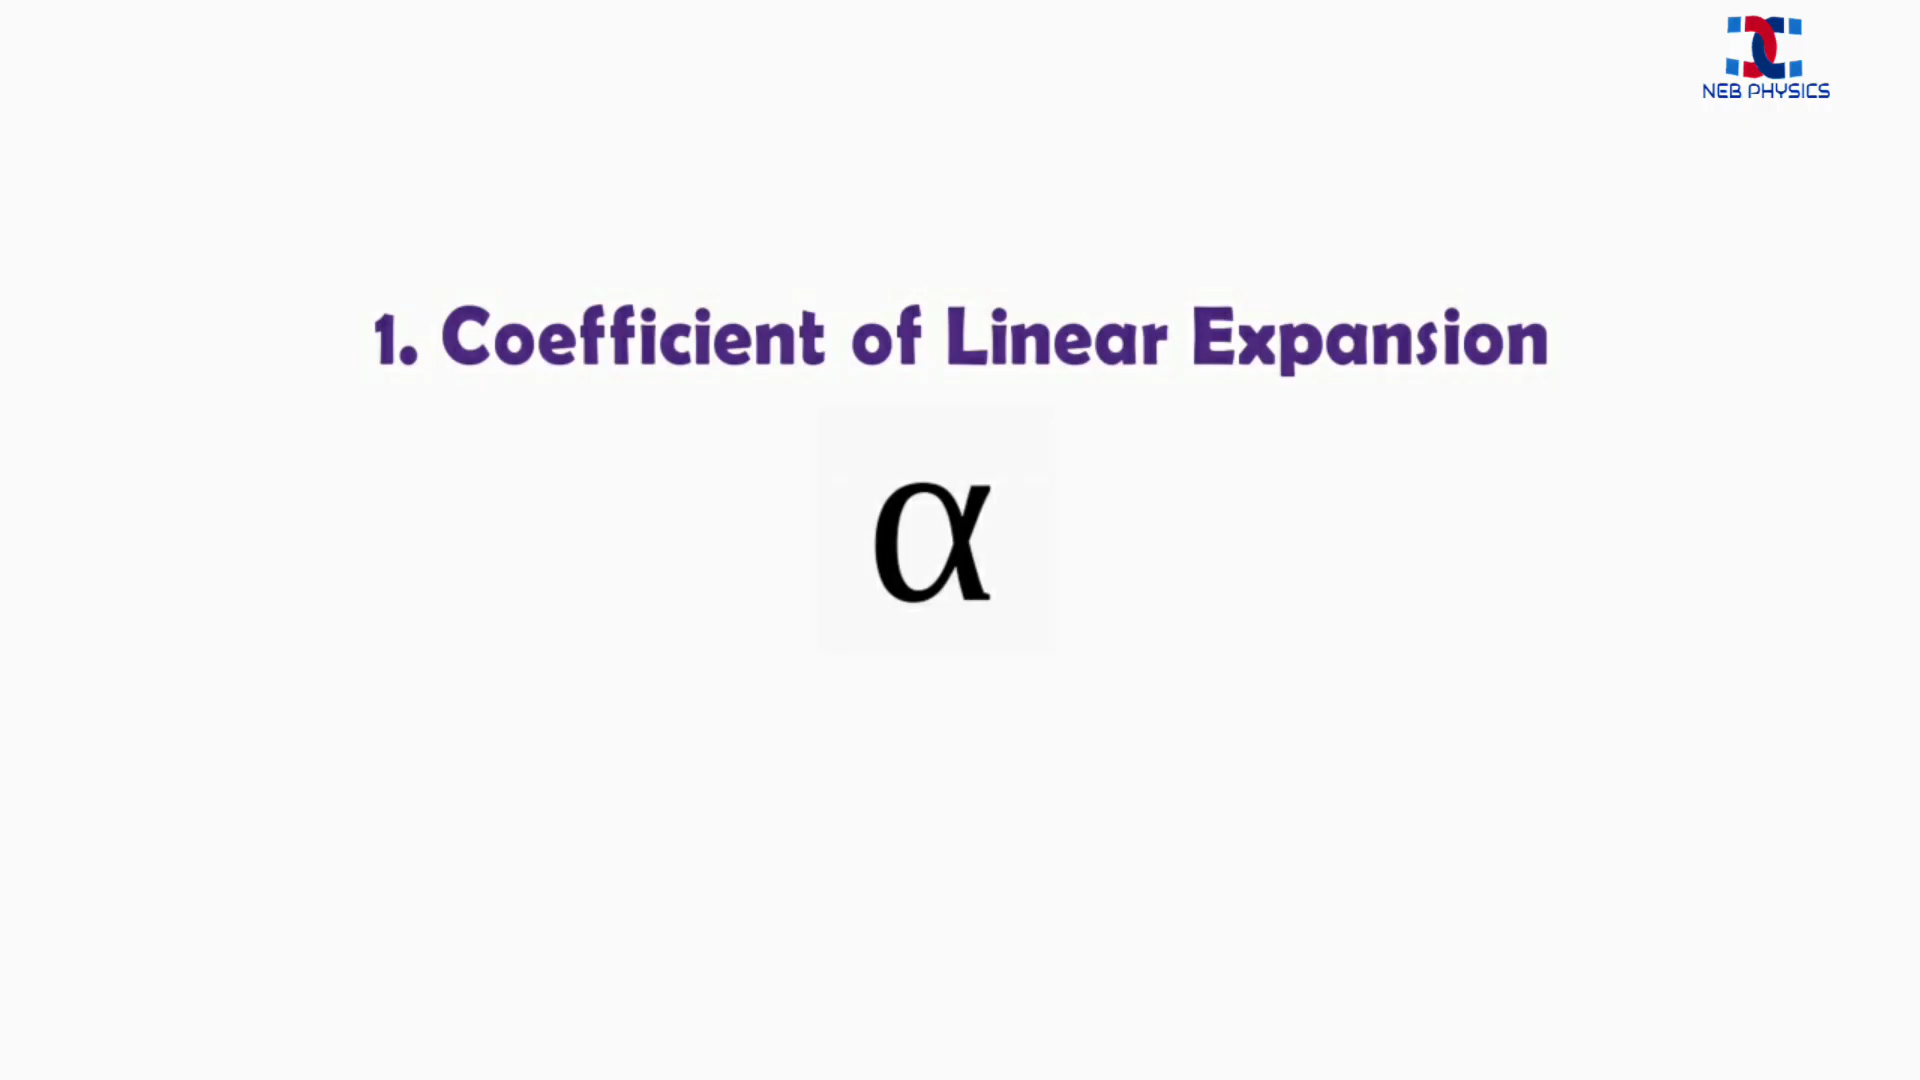 NEB PHYSICS
1. Coefficient of Linear Expansion
α